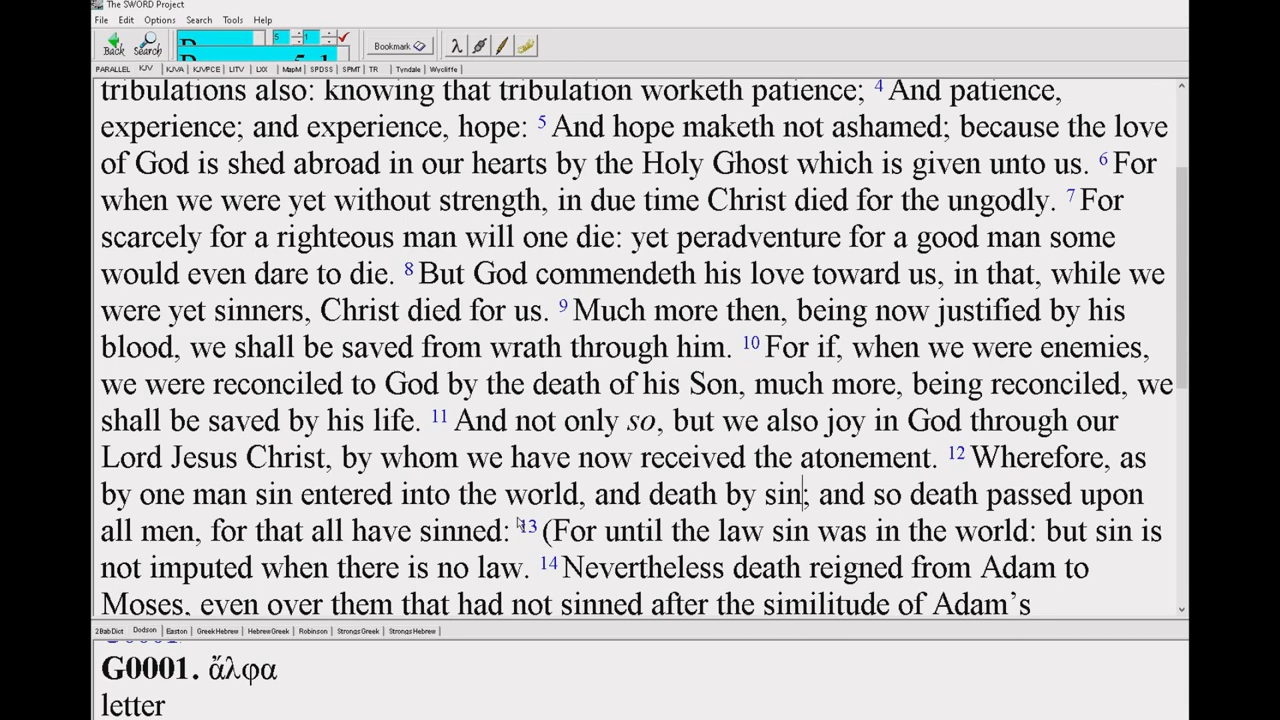 The SWORD Project
File Edit Options Search Tools Help
Back Search 5 1 Bookmark λ
PARALLEL KJV KJVA KJVPCE LITV LXX MapM SPDSS SPMT TR Tyndale Wycliffe
tribulations also: knowing that tribulation worketh patience; 4 And patience,
experience; and experience, hope: 5 And hope maketh not ashamed; because the love
of God is shed abroad in our hearts by the Holy Ghost which is given unto us. 6 For
when we were yet without strength, in due time Christ died for the ungodly. 7 For
scarcely for a righteous man will one die: yet peradventure for a good man some
would even dare to die. 8 But God commendeth his love toward us, in that, while we
were yet sinners, Christ died for us. 9 Much more then, being now justified by his
blood, we shall be saved from wrath through him. 10 For if, when we were enemies,
we were reconciled to God by the death of his Son, much more, being reconciled, we
shall be saved by his life. 11 And not only so, but we also joy in God through our
Lord Jesus Christ, by whom we have now received the atonement. 12 Wherefore, as
by one man sin entered into the world, and death by sin; and so death passed upon
all men, for that all have sinned: 13 (For until the law sin was in the world: but sin is
not imputed when there is no law. 14 Nevertheless death reigned from Adam to
Moses, even over them that had not sinned after the similitude of Adam's
2BabDict Dodson Easton GreekHebrew HebrewGreek Robinson StrongsGreek StrongsHebrew
G0001. ἄλφα
letter